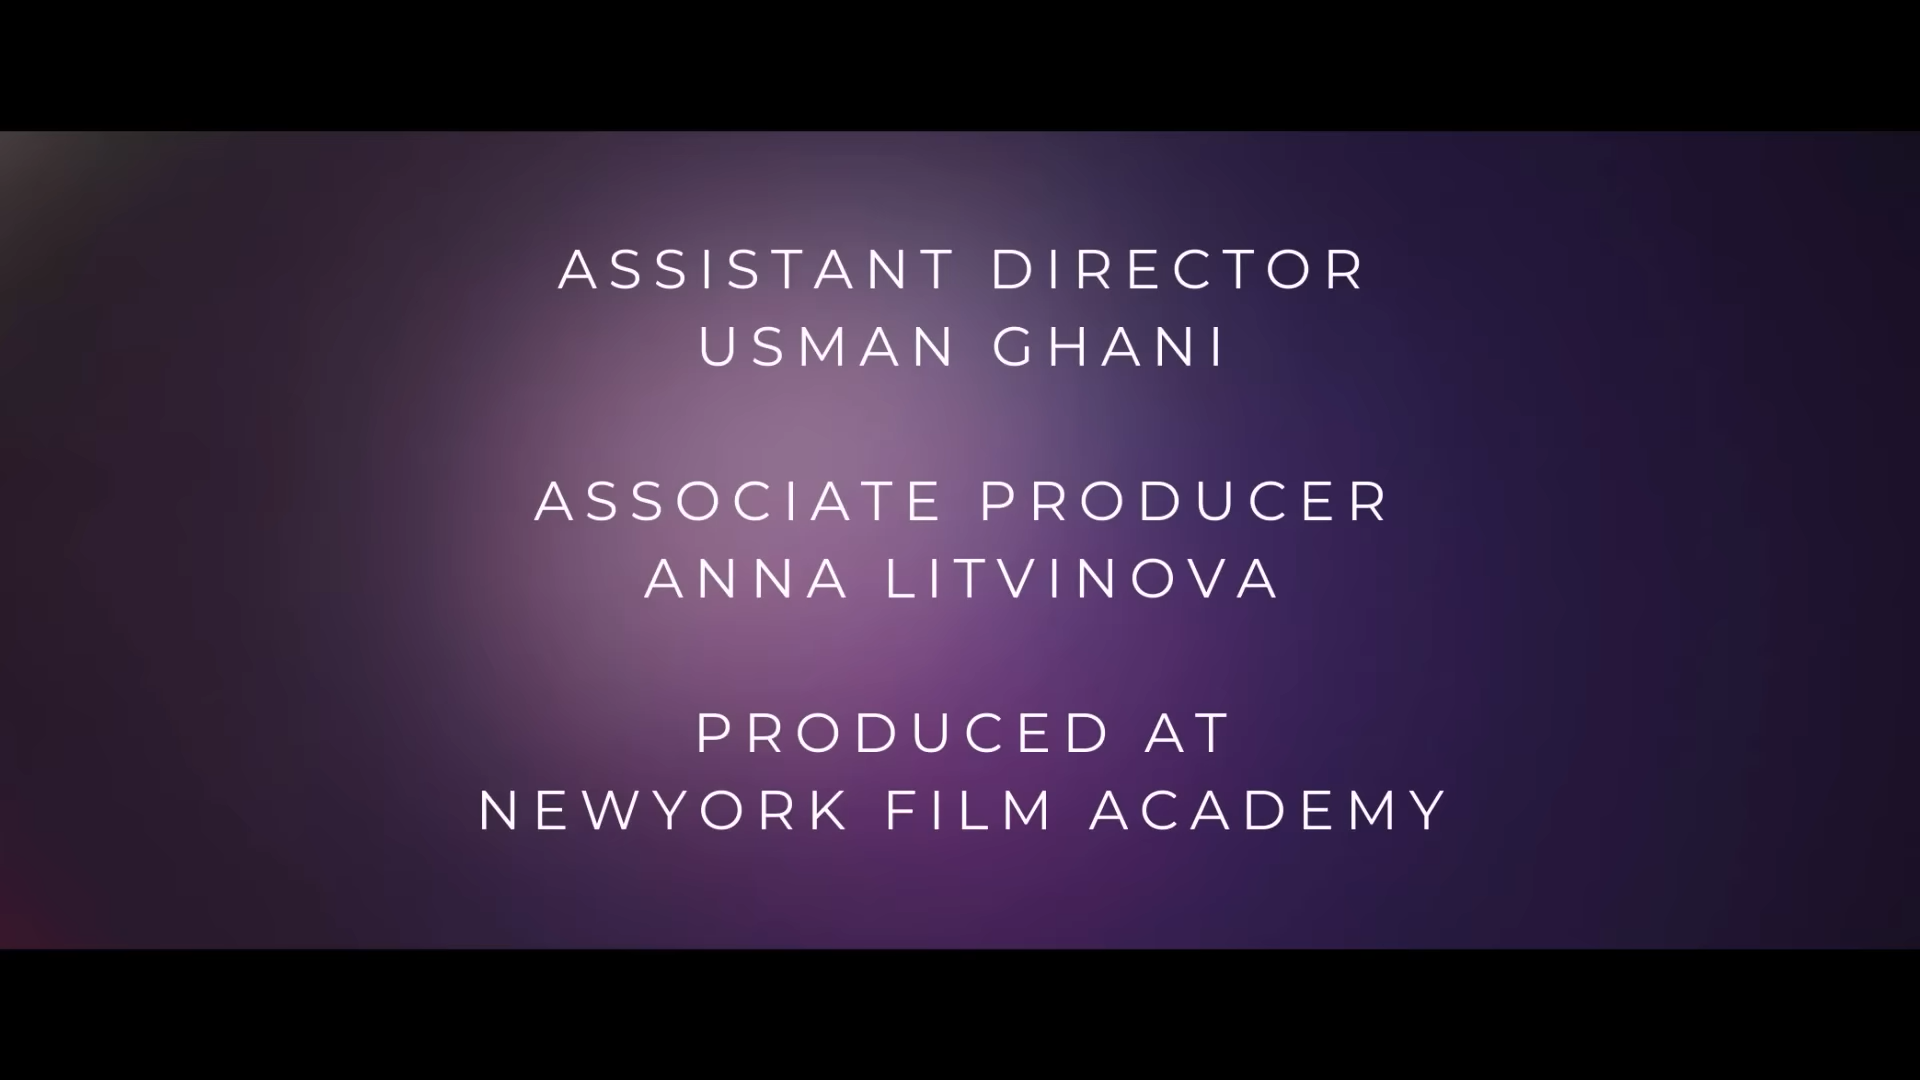 ASSISTANT DIRECTOR
USMAN GHANI
ASSOCIATE PRODUCER
ANNA LITVINOVA
PRODUCED AT
NEWYORK FILM ACADEMY